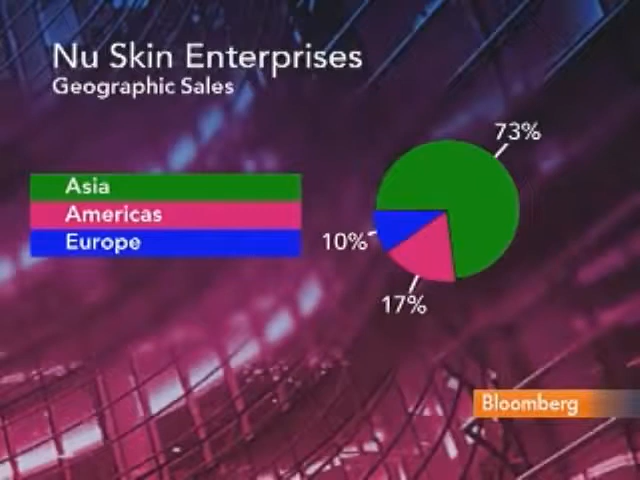 Nu Skin Enterprises
Geographic Sales
Asia
Americas
Europe
73%
10%
17%
Bloomberg